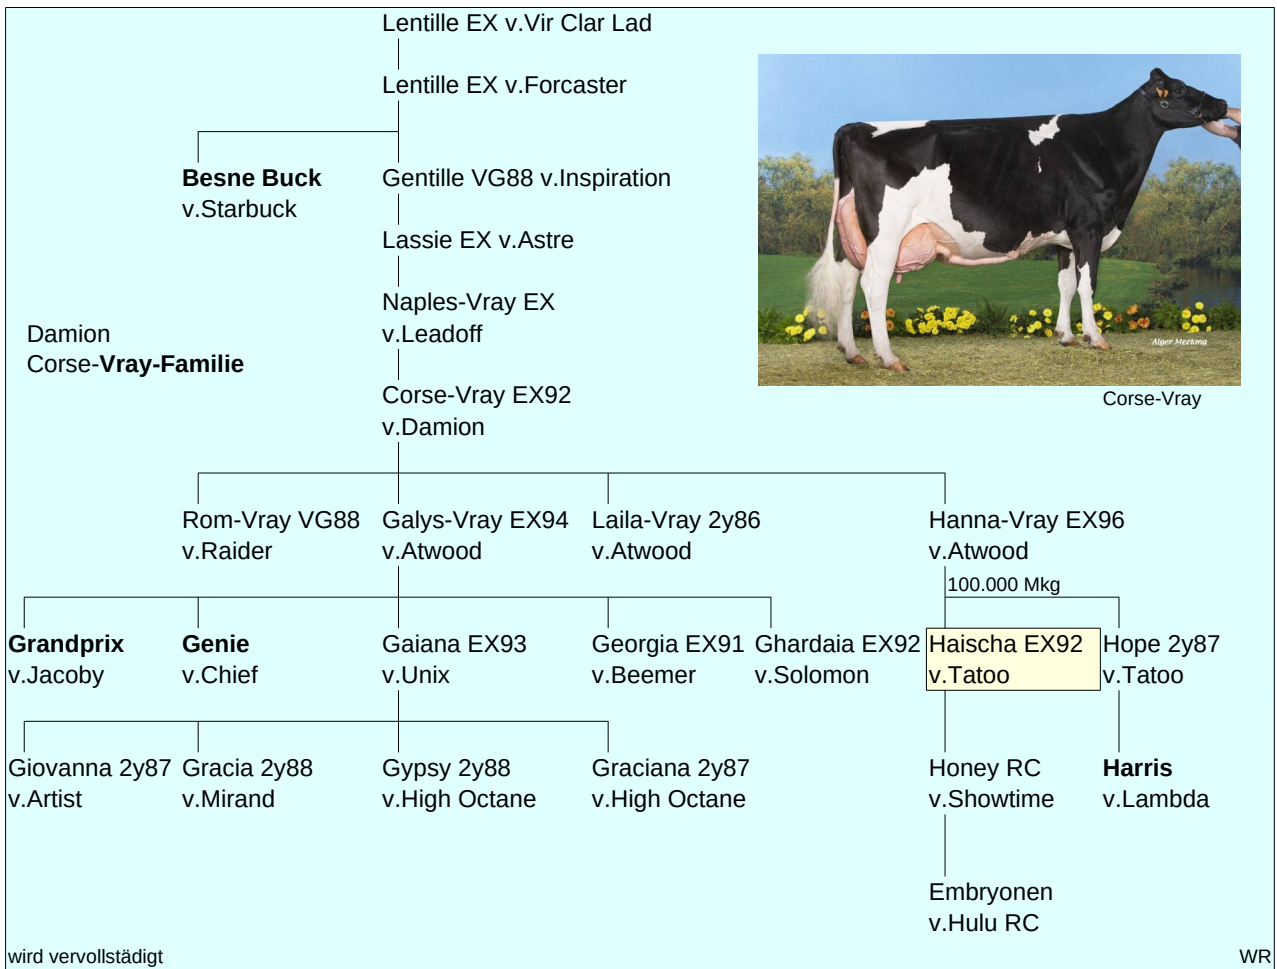 Lentille EX v.Vir Clar Lad
Lentille EX v.Forcaster
Besne Buck
v.Starbuck
Gentille VG88 v.Inspiration
Lassie EX v.Astre
Naples-Vray EX
v.Leadoff
Damion
Corse-Vray-Familie
Corse-Vray EX92
v.Damion
Alger Meekma
Corse-Vray
Rom-Vray VG88
v.Raider
Galys-Vray EX94
v.Atwood
Laila-Vray 2y86
v.Atwood
Hanna-Vray EX96
v.Atwood
100.000 Mkg
Grandprix
v.Jacoby
Genie
v.Chief
Gaiana EX93
v.Unix
Georgia EX91
v.Beemer
Ghardaia EX92
v.Solomon
Haischa EX92
v.Tatoo
Hope 2y87
v.Tatoo
Giovanna 2y87
v.Artist
Gracia 2y88
v.Mirand
Gypsy 2y88
v.High Octane
Graciana 2y87
v.High Octane
Honey RC
v.Showtime
Harris
v.Lambda
Embryonen
v.Hulu RC
wird vervollstädigt
WR